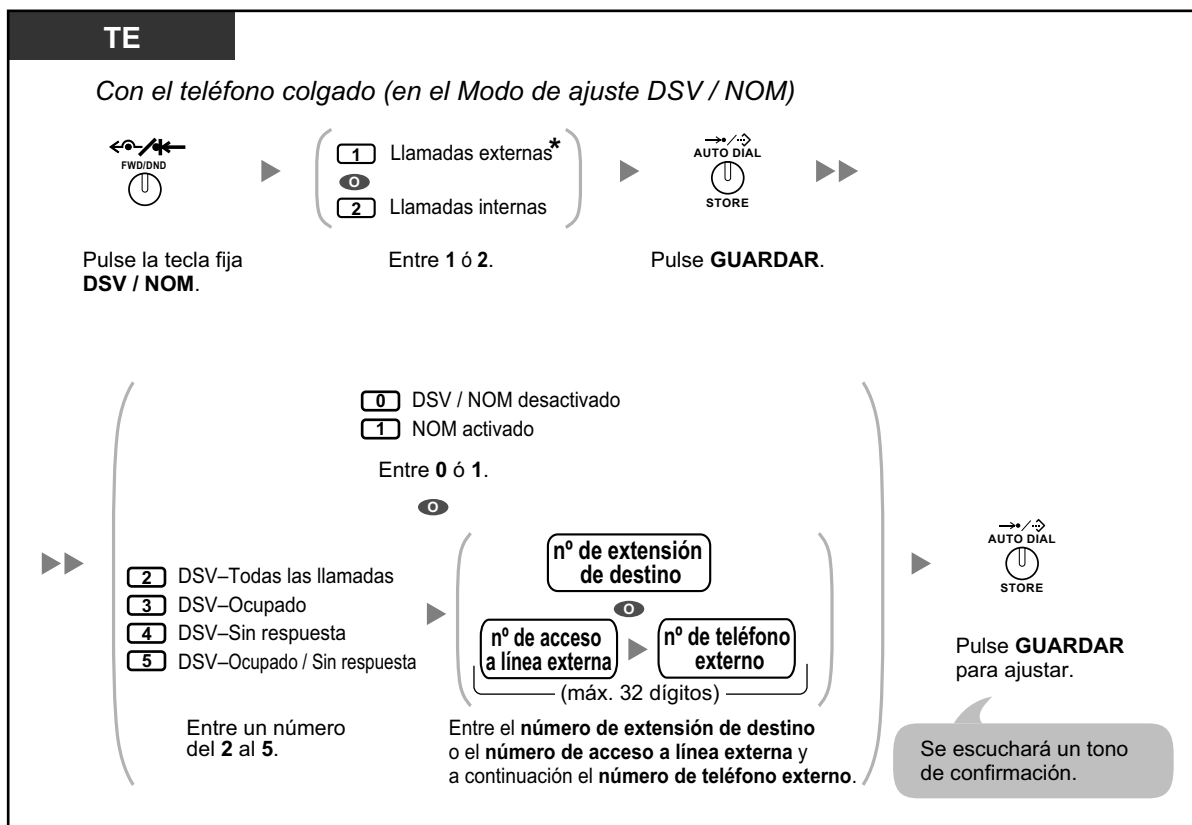 TE
Con el teléfono colgado (en el Modo de ajuste DSV / NOM)
FWD/DND
1 Llamadas externas*
O
2 Llamadas internas
AUTO DIAL
STORE
Pulse la tecla fija
DSV / NOM.
Entre 1 ó 2.
Pulse GUARDAR.
0 DSV / NOM desactivado
1 NOM activado
Entre 0 ó 1.
O
2 DSV–Todas las llamadas
3 DSV–Ocupado
4 DSV–Sin respuesta
5 DSV–Ocupado / Sin respuesta
Entre un número
del 2 al 5.
nº de extensión
de destino
O
nº de acceso
a línea externa
nº de teléfono
externo
(máx. 32 dígitos)
Entre el número de extensión de destino
o el número de acceso a línea externa y
a continuación el número de teléfono externo.
AUTO DIAL
STORE
Pulse GUARDAR
para ajustar.
Se escuchará un tono
de confirmación.